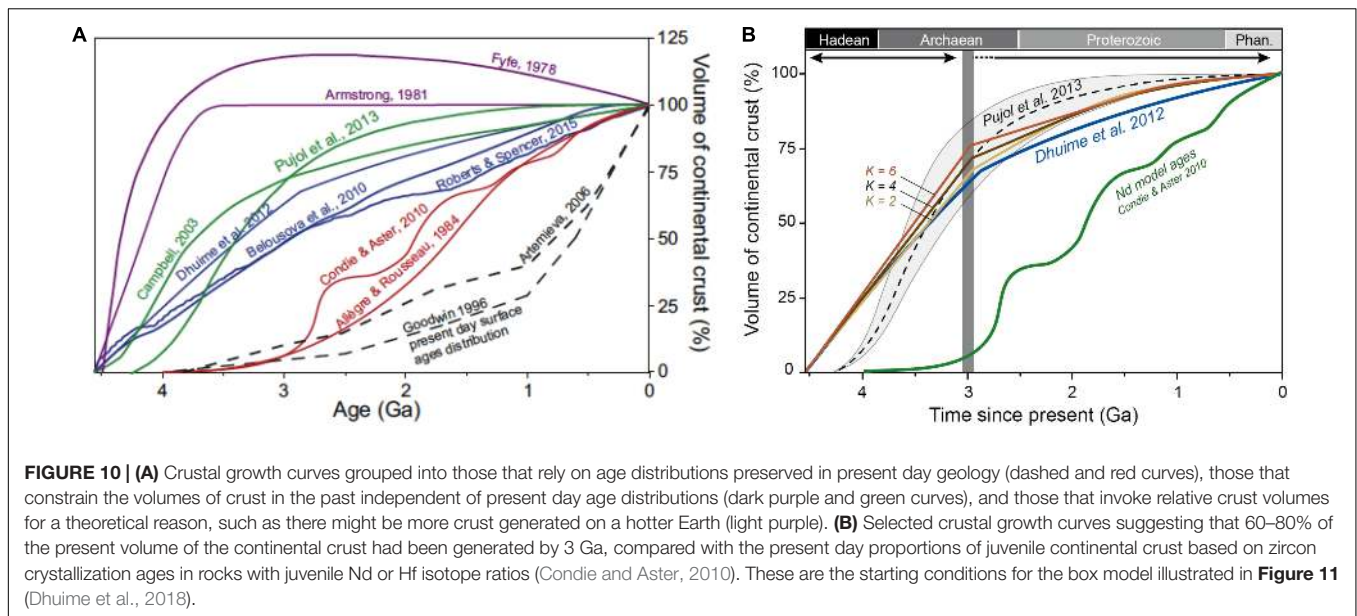 A
125
100
75
50
25
0
Volume of continental crust (%)
Fyfe, 1978
Armstrong, 1981
Pujol et al., 2013
Campbell, 2003
Dhuime et al., 2012
Belousova et al., 2010
Roberts & Spencer, 2015
Condie & Aster, 2010
Allègre & Rousseau, 1984
Artemieva, 2006
Goodwin 1996
present day surface
ages distribution
4 3 2 1 0
Age (Ga)
B
Hadean Archaean Proterozoic Phan.
100
75
50
25
0
Volume of continental crust (%)
Pujol et al. 2013
Dhuime et al. 2012
K = 6
K = 4
K = 2
Nd model ages
Condie & Aster 2010
4 3 2 1 0
Time since present (Ga)
FIGURE 10 | (A) Crustal growth curves grouped into those that rely on age distributions preserved in present day geology (dashed and red curves), those that
constrain the volumes of crust in the past independent of present day age distributions (dark purple and green curves), and those that invoke relative crust volumes
for a theoretical reason, such as there might be more crust generated on a hotter Earth (light purple). (B) Selected crustal growth curves suggesting that 60–80% of
the present volume of the continental crust had been generated by 3 Ga, compared with the present day proportions of juvenile continental crust based on zircon
crystallization ages in rocks with juvenile Nd or Hf isotope ratios (Condie and Aster, 2010). These are the starting conditions for the box model illustrated in Figure 11
(Dhuime et al., 2018).